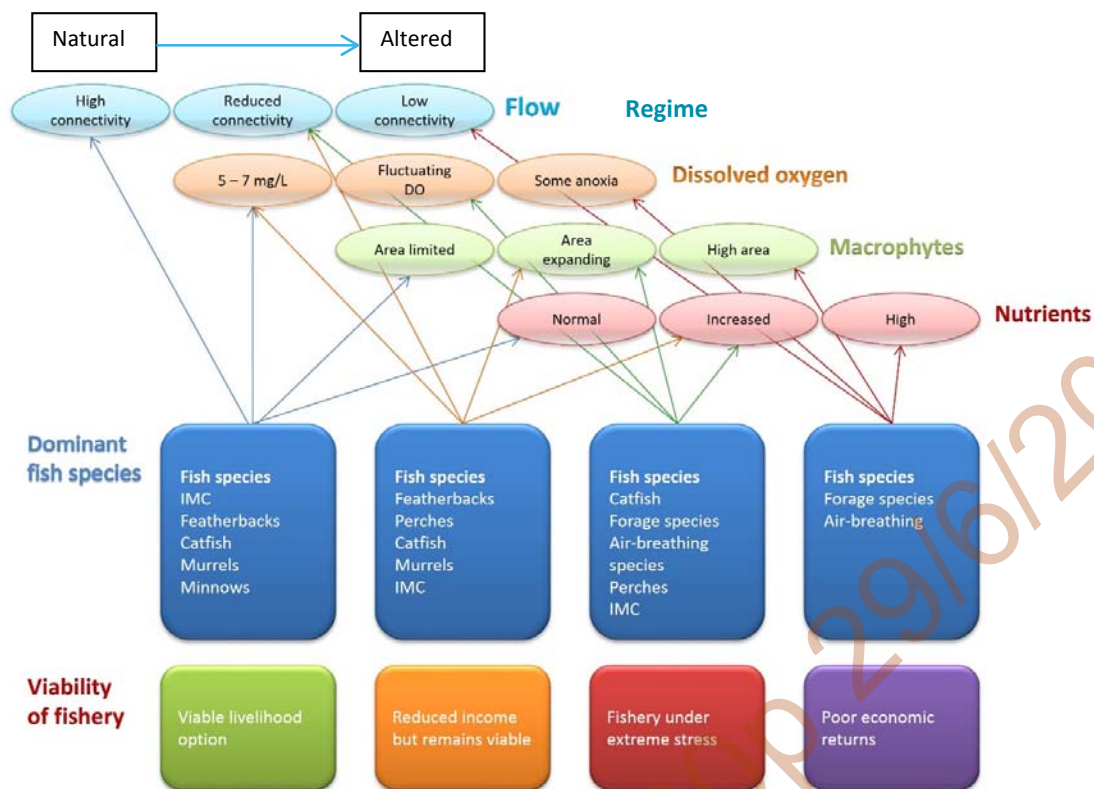 Natural
Altered
High
connectivity
Reduced
connectivity
Low
connectivity
Flow
Regime
5 – 7 mg/L
Fluctuating
DO
Some anoxia
Dissolved oxygen
Area limited
Area
expanding
High area
Macrophytes
Normal
Increased
High
Nutrients
Dominant
fish species
Fish species
IMC
Featherbacks
Catfish
Murrels
Minnows
Fish species
Featherbacks
Perches
Catfish
Murrels
IMC
Fish species
Catfish
Forage species
Air-breathing
species
Perches
IMC
Fish species
Forage species
Air-breathing
Viability
of fishery
Viable livelihood
option
Reduced income
but remains viable
Fishery under
extreme stress
Poor economic
returns
29/6/20